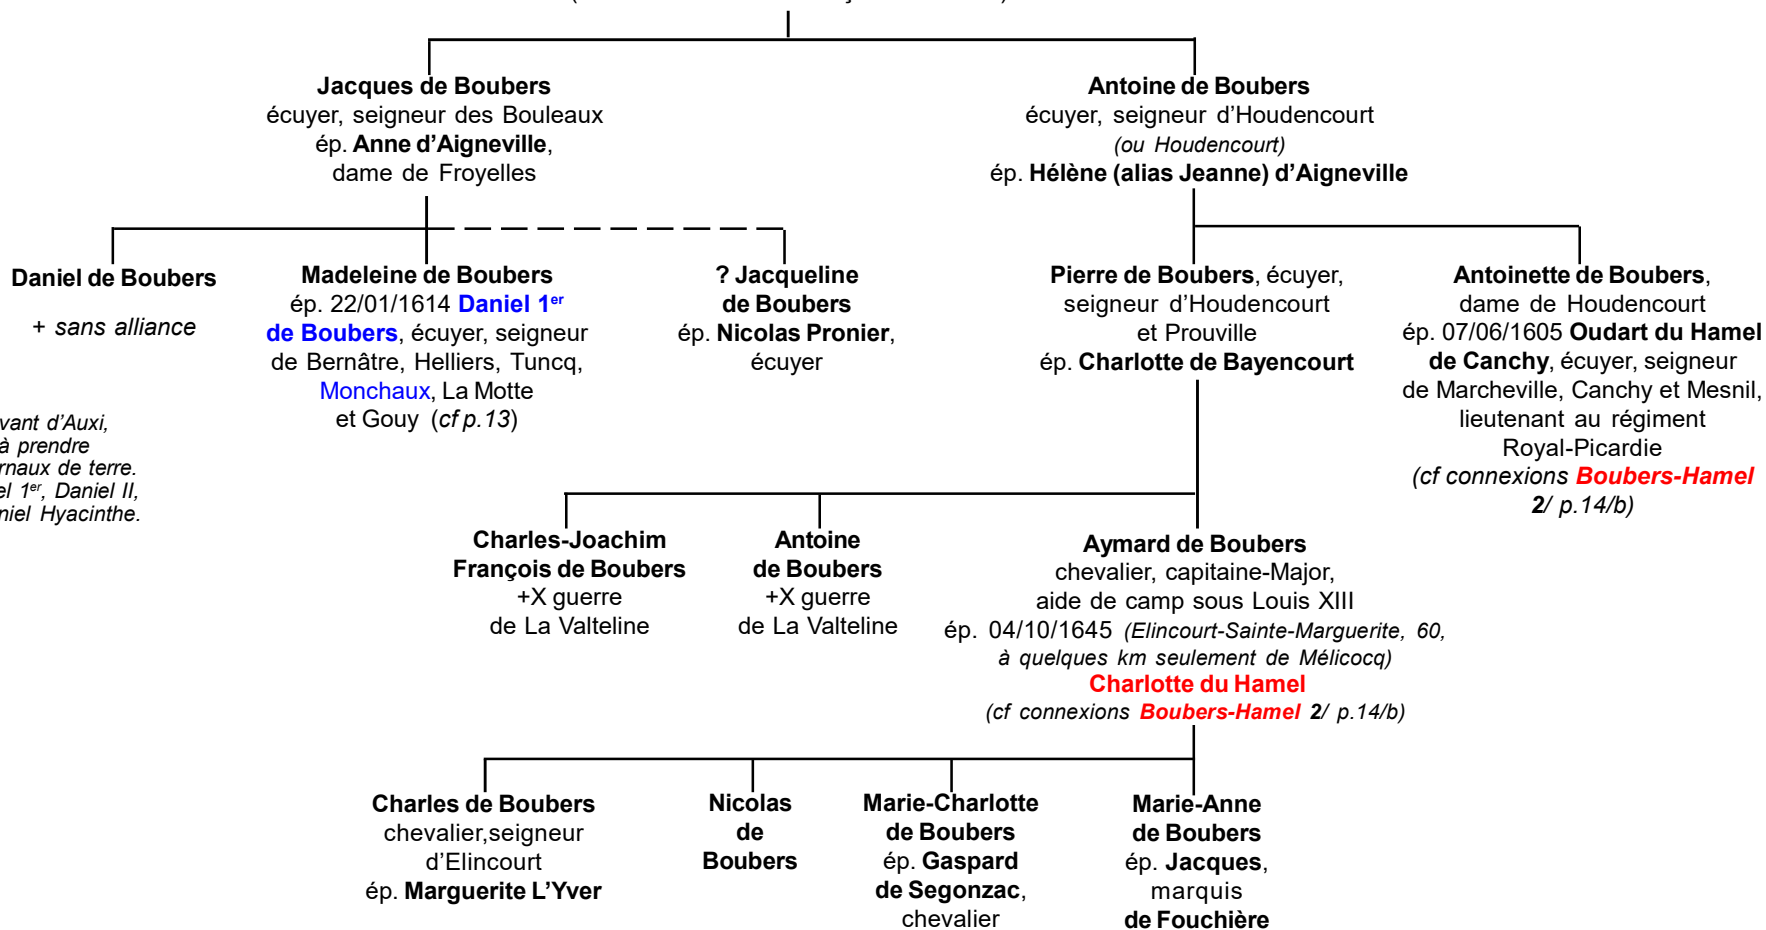 Jacques de Boubers
écuyer, seigneur des Bouleaux
ép. Anne d’Aigneville,
dame de Froyelles
Antoine de Boubers
écuyer, seigneur d’Houdencourt
(ou Houdencourt)
ép. Hélène (alias Jeanne) d’Aigneville
Daniel de Boubers
+ sans alliance
Madeleine de Boubers
ép. 22/01/1614 Daniel 1er
de Boubers, écuyer, seigneur
de Bernâtre, Helliers, Tuncq,
Monchaux, La Motte
et Gouy (cf p.13)
? Jacqueline
de Boubers
ép. Nicolas Pronier,
écuyer
Pierre de Boubers, écuyer,
seigneur d’Houdencourt
et Prouville
ép. Charlotte de Bayencourt
Antoinette de Boubers,
dame de Houdencourt
ép. 07/06/1605 Oudart du Hamel
de Canchy, écuyer, seigneur
de Marcheville, Canchy et Mesnil,
lieutenant au régiment
Royal-Picardie
(cf connexions Boubers-Hamel
2/ p.14/b)
vant d’Auxi,
à prendre
rnaux de terre.
el 1er, Daniel II,
niel Hyacinthe.
Charles-Joachim
François de Boubers
+X guerre
de La Valteline
Antoine
de Boubers
+X guerre
de La Valteline
Aymard de Boubers
chevalier, capitaine-Major,
aide de camp sous Louis XIII
ép. 04/10/1645 (Elincourt-Sainte-Marguerite, 60,
à quelques km seulement de Mélicocq)
Charlotte du Hamel
(cf connexions Boubers-Hamel 2/ p.14/b)
Charles de Boubers
chevalier,seigneur
d’Elincourt
ép. Marguerite L’Yver
Nicolas
de
Boubers
Marie-Charlotte
de Boubers
ép. Gaspard
de Segonzac,
chevalier
Marie-Anne
de Boubers
ép. Jacques,
marquis
de Fouchière